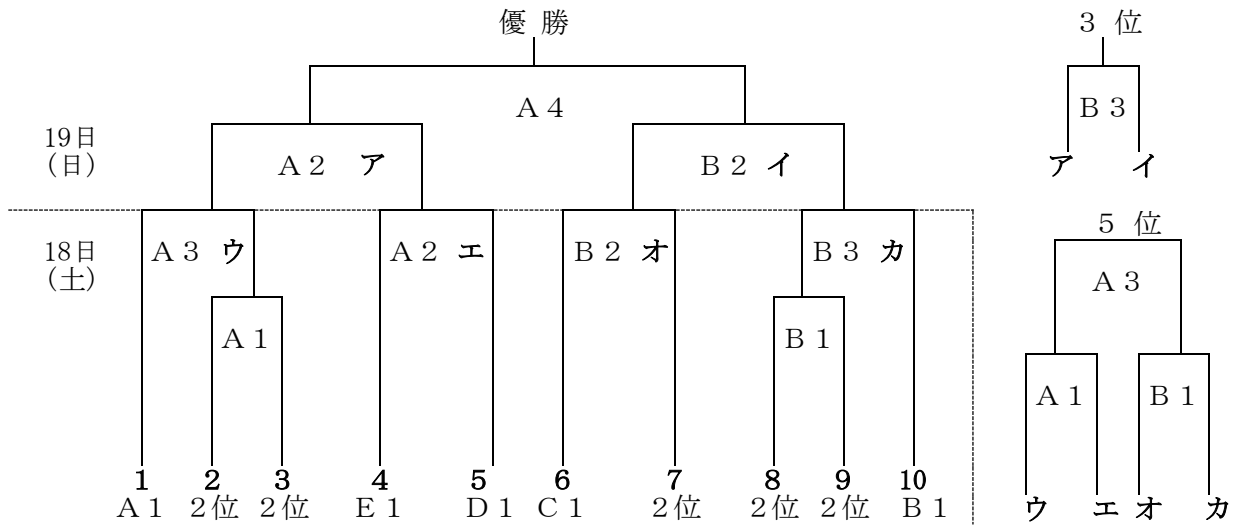 優 勝
3 位
A 4
B 3
19日
(日)
A 2 ア
B 2 イ
ア イ
18日
(土)
A 3 ウ
A 2 エ
B 2 オ
B 3 カ
5 位
A 3
A 1
B 1
A 1
B 1
1 2 3 4 5 6 7 8 9 10
A 1 2位 2位 E 1 D 1 C 1 2位 2位 2位 B 1
ウ エ オ カ